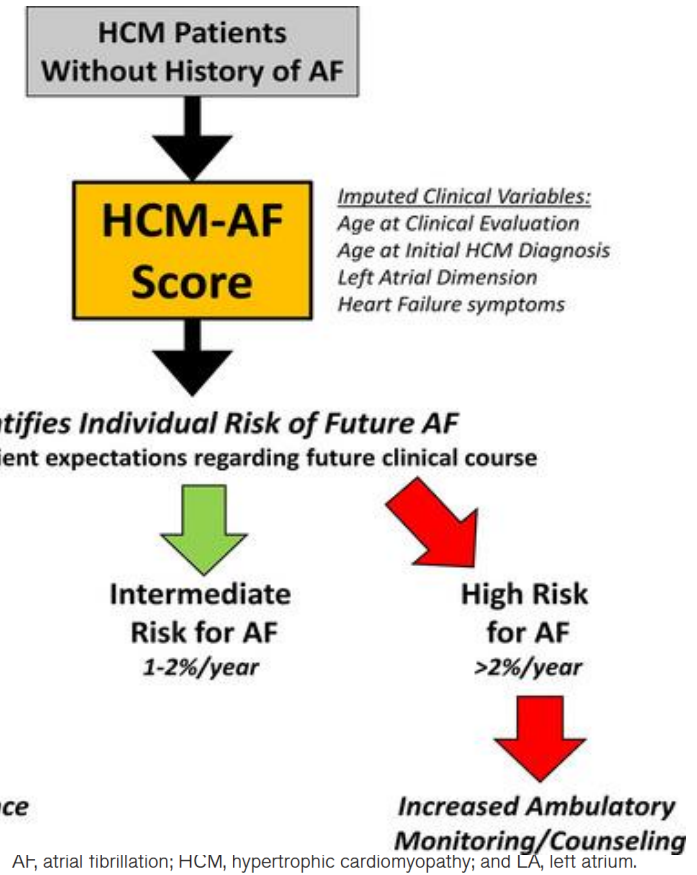 HCM Patients
Without History of AF
HCM-AF
Score
Imputed Clinical Variables:
Age at Clinical Evaluation
Age at Initial HCM Diagnosis
Left Atrial Dimension
Heart Failure symptoms
Individual Risk of Future AF
expectations regarding future clinical course
Intermediate
Risk for AF
1-2%/year
High Risk
for AF
>2%/year
Increased Ambulatory
Monitoring/Counseling
AF, atrial fibrillation; HCM, hypertrophic cardiomyopathy; and LA, left atrium.